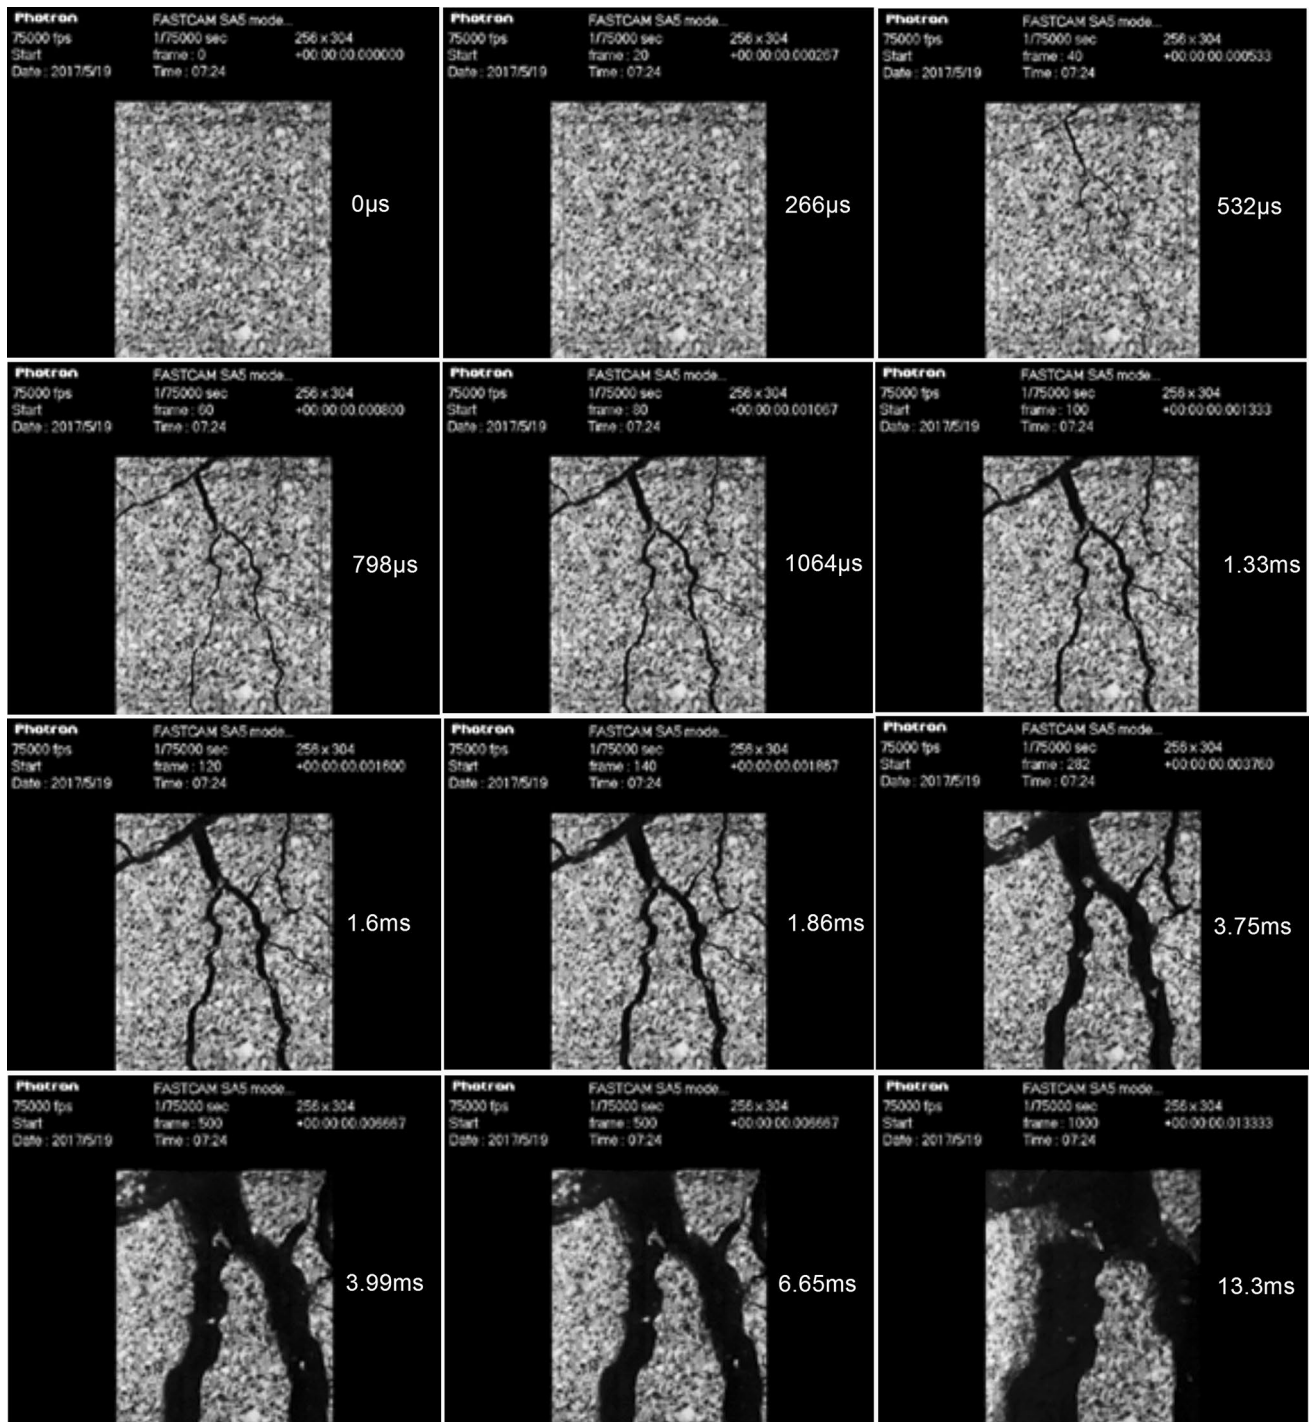 Photron FASTCAM SA5 mode...
75000 fps 1/75000 sec 256 x 304
Start frame : 0 +00:00:00.000000
Date : 2017/5/19 Time : 07:24
0µs
Photron FASTCAM SA5 mode...
75000 fps 1/75000 sec 256 x 304
Start frame : 20 +00:00:00.000267
Date : 2017/5/19 Time : 07:24
266µs
Photron FASTCAM SA5 mode...
75000 fps 1/75000 sec 256 x 304
Start frame : 40 +00:00:00.000533
Date : 2017/5/19 Time : 07:24
532µs
Photron FASTCAM SA5 mode...
75000 fps 1/75000 sec 256 x 304
Start frame : 60 +00:00:00.000800
Date : 2017/5/19 Time : 07:24
798µs
Photron FASTCAM SA5 mode...
75000 fps 1/75000 sec 256 x 304
Start frame : 80 +00:00:00.001067
Date : 2017/5/19 Time : 07:24
1064µs
Photron FASTCAM SA5 mode...
75000 fps 1/75000 sec 256 x 304
Start frame : 100 +00:00:00.001333
Date : 2017/5/19 Time : 07:24
1.33ms
Photron FASTCAM SA5 mode...
75000 fps 1/75000 sec 256 x 304
Start frame : 120 +00:00:00.001600
Date : 2017/5/19 Time : 07:24
1.6ms
Photron FASTCAM SA5 mode...
75000 fps 1/75000 sec 256 x 304
Start frame : 140 +00:00:00.001867
Date : 2017/5/19 Time : 07:24
1.86ms
Photron FASTCAM SA5 mode...
75000 fps 1/75000 sec 256 x 304
Start frame : 282 +00:00:00.003760
Date : 2017/5/19 Time : 07:24
3.75ms
Photron FASTCAM SA5 mode...
75000 fps 1/75000 sec 256 x 304
Start frame : 500 +00:00:00.006667
Date : 2017/5/19 Time : 07:24
3.99ms
Photron FASTCAM SA5 mode...
75000 fps 1/75000 sec 256 x 304
Start frame : 500 +00:00:00.006667
Date : 2017/5/19 Time : 07:24
6.65ms
Photron FASTCAM SA5 mode...
75000 fps 1/75000 sec 256 x 304
Start frame : 1000 +00:00:00.013333
Date : 2017/5/19 Time : 07:24
13.3ms